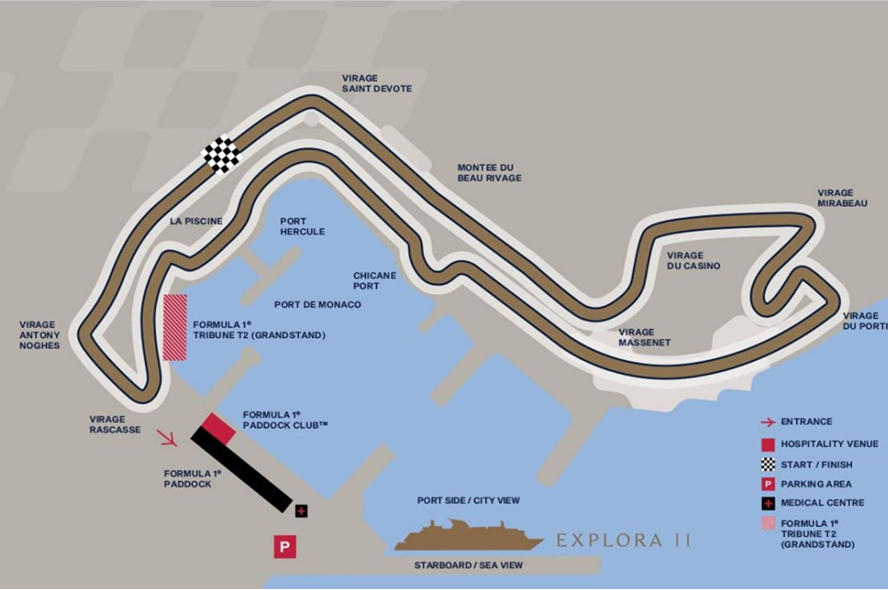 VIRAGE
SAINT DEVOTE
MONTEE DU
BEAU RIVAGE
VIRAGE
MIRABEAU
LA PISCINE
PORT
HERCULE
VIRAGE
DU CASINO
CHICANE
PORT
PORT DE MONACO
VIRAGE
ANTONY
NOGHES
FORMULA 1®
TRIBUNE T2 (GRANDSTAND)
VIRAGE
MASSENET
VIRAGE
DU PORTI
VIRAGE
RASCASSE
FORMULA 1®
PADDOCK CLUB™
FORMULA 1®
PADDOCK
P
PORT SIDE / CITY VIEW
EXPLORA II
STARBOARD / SEA VIEW
ENTRANCE
HOSPITALITY VENUE
START / FINISH
P PARKING AREA
MEDICAL CENTRE
FORMULA 1®
TRIBUNE T2
(GRANDSTAND)